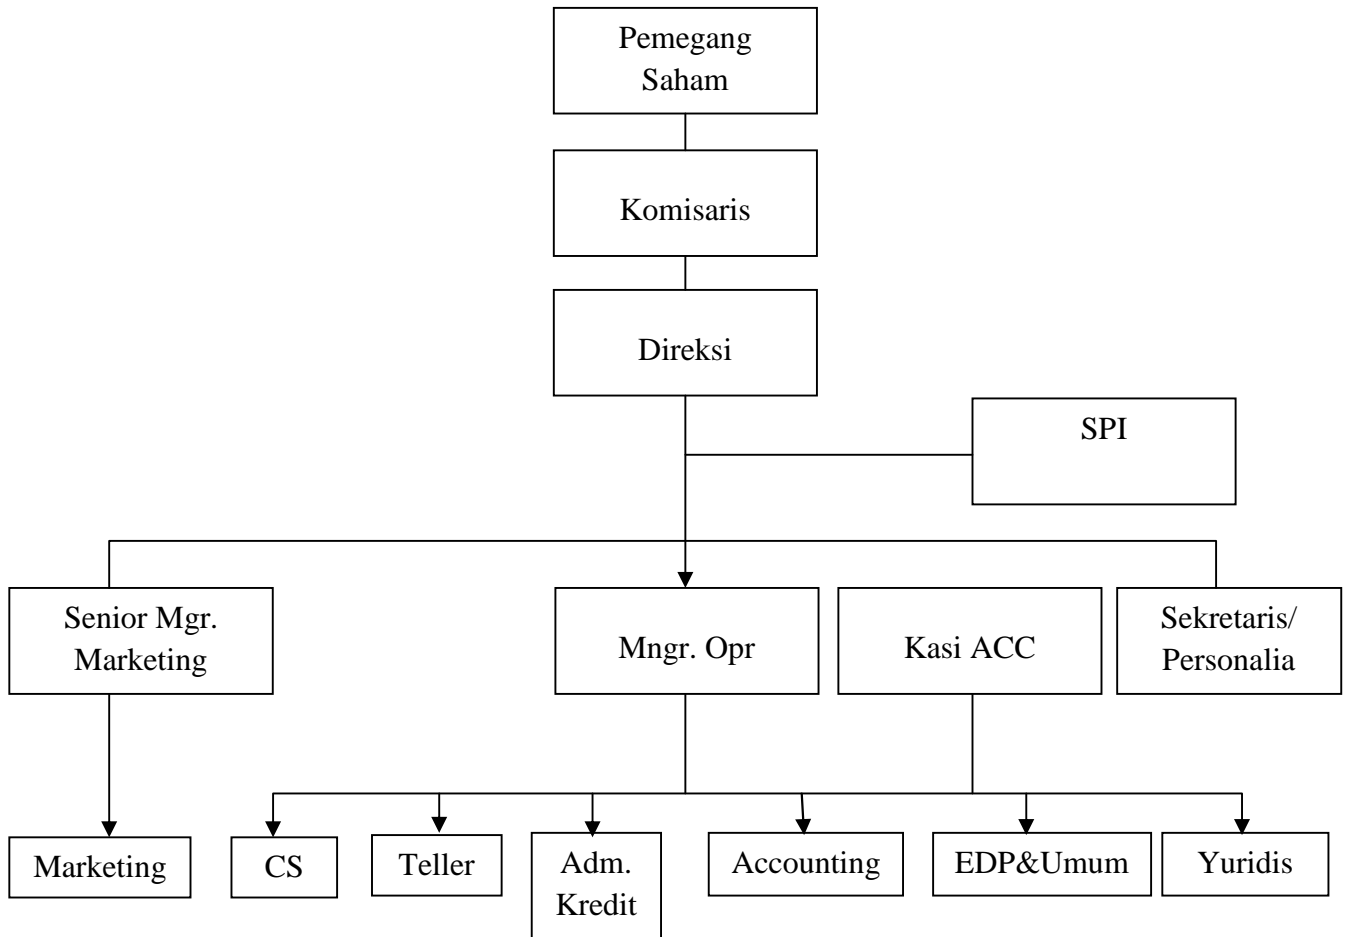 Pemegang
Saham
Komisaris
Direksi
SPI
Senior Mgr.
Marketing
Mngr. Opr
Kasi ACC
Sekretaris/
Personalia
Marketing
CS
Teller
Adm.
Kredit
Accounting
EDP&Umum
Yuridis